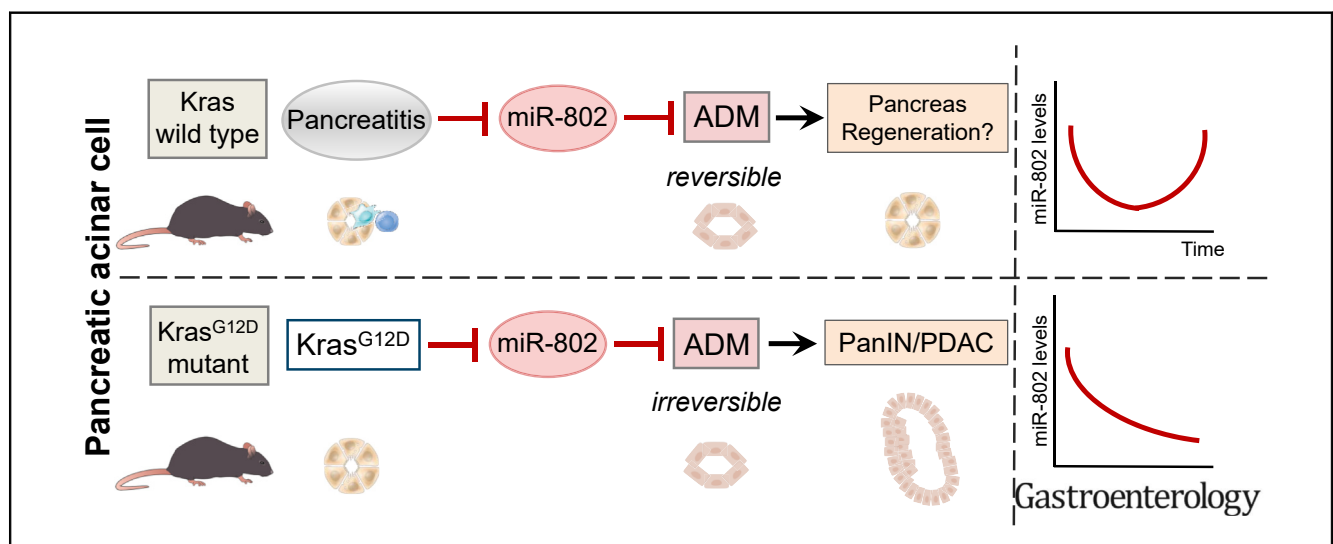 Pancreatic acinar cell
Kras
wild type
Pancreatitis
miR-802
ADM
Pancreas
Regeneration?
reversible
miR-802 levels
Time
Kras^G12D
mutant
Kras^G12D
miR-802
ADM
PanIN/PDAC
irreversible
miR-802 levels
Gastroenterology